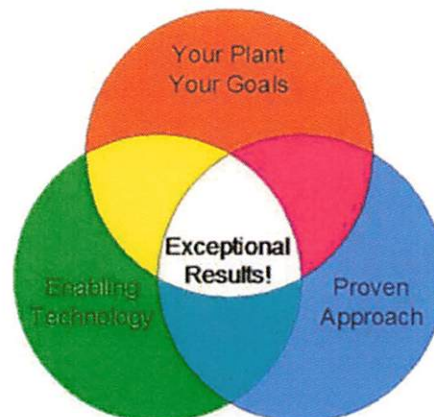 Your Plant
Your Goals
Exceptional
Results!
Enabling
Technology
Proven
Approach